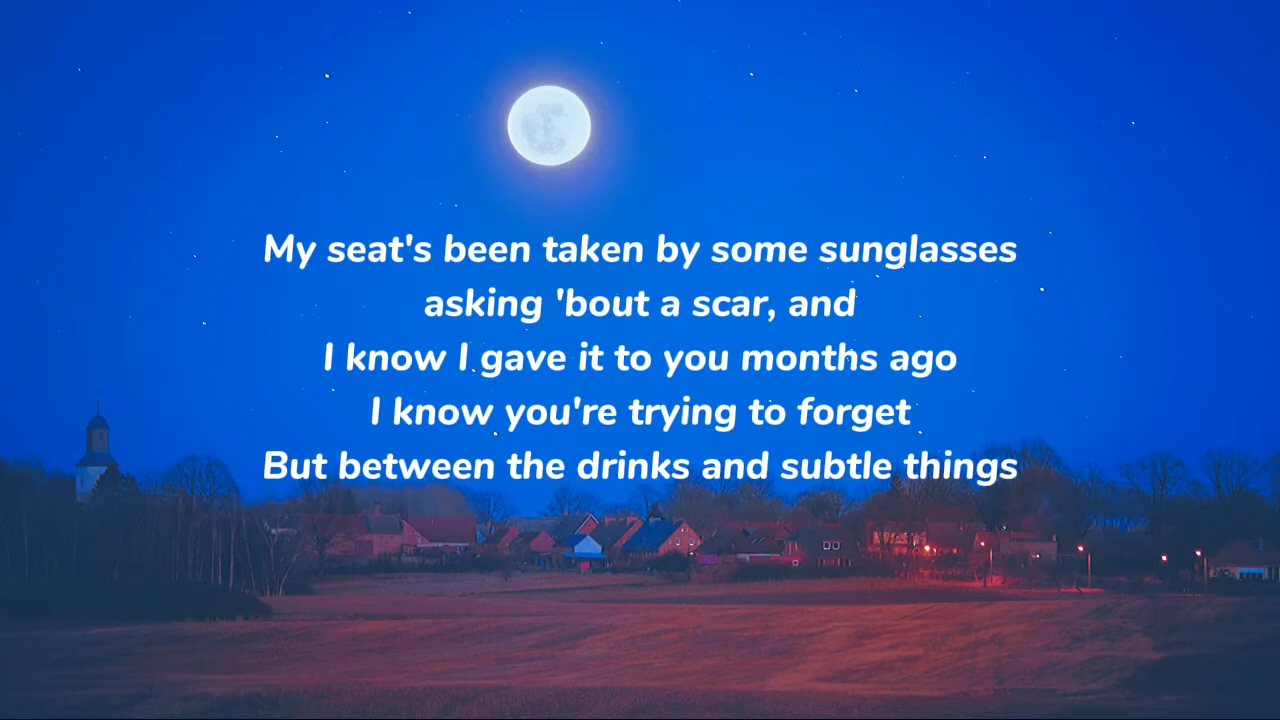 My seat's been taken by some sunglasses
asking 'bout a scar, and
I know I gave it to you months ago
I know you're trying to forget
But between the drinks and subtle things